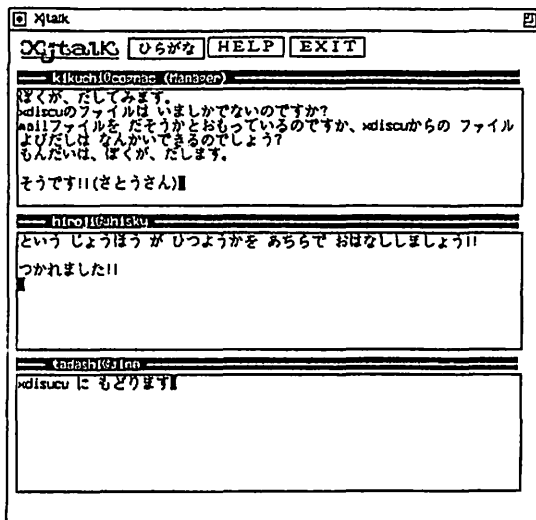 Xjtalk
Xjtalk ひらがな HELP EXIT
kikuchi@cognac (Manager)
ぼくが、だしてみます。
xdiscuのファイルは いましかでないのですか?
mailファイルを だそうかとおもっているのですか、xdiscuからの ファイル
よびだしは なんかいできるのでしょう?
もんだいは、ぼくが、だします。
そうです!!(さとうさん)
hiroji@whisky
という じょうほう が ひつようかを あちらで おはなししましょう!!
つかれました!!
tadashi@
xdisucu に もどります